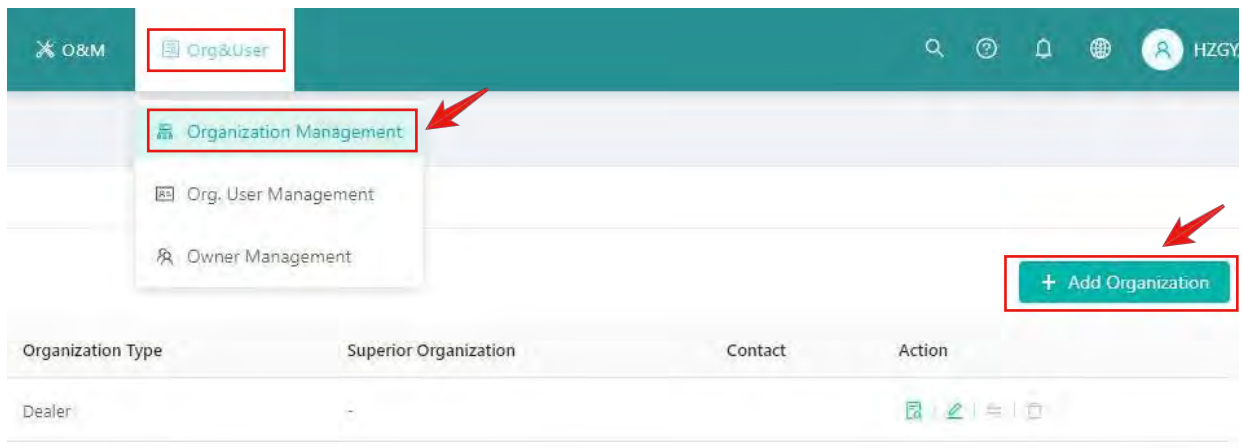 O&M Org&User HZGY
Organization Management
Org. User Management
Owner Management
+ Add Organization
Organization Type Superior Organization Contact Action
Dealer -